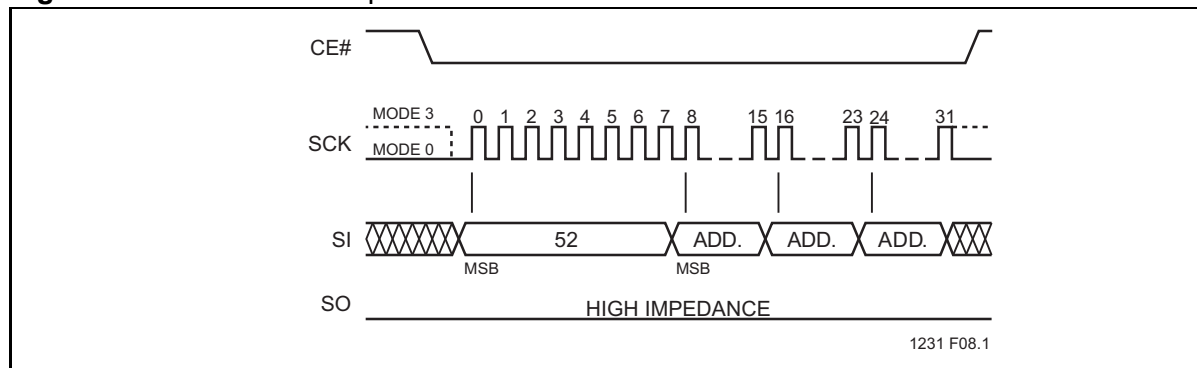 CE#
MODE 3
0 1 2 3 4 5 6 7 8 15 16 23 24 31
SCK
MODE 0
SI 52 ADD. ADD. ADD.
MSB MSB
SO HIGH IMPEDANCE
1231 F08.1